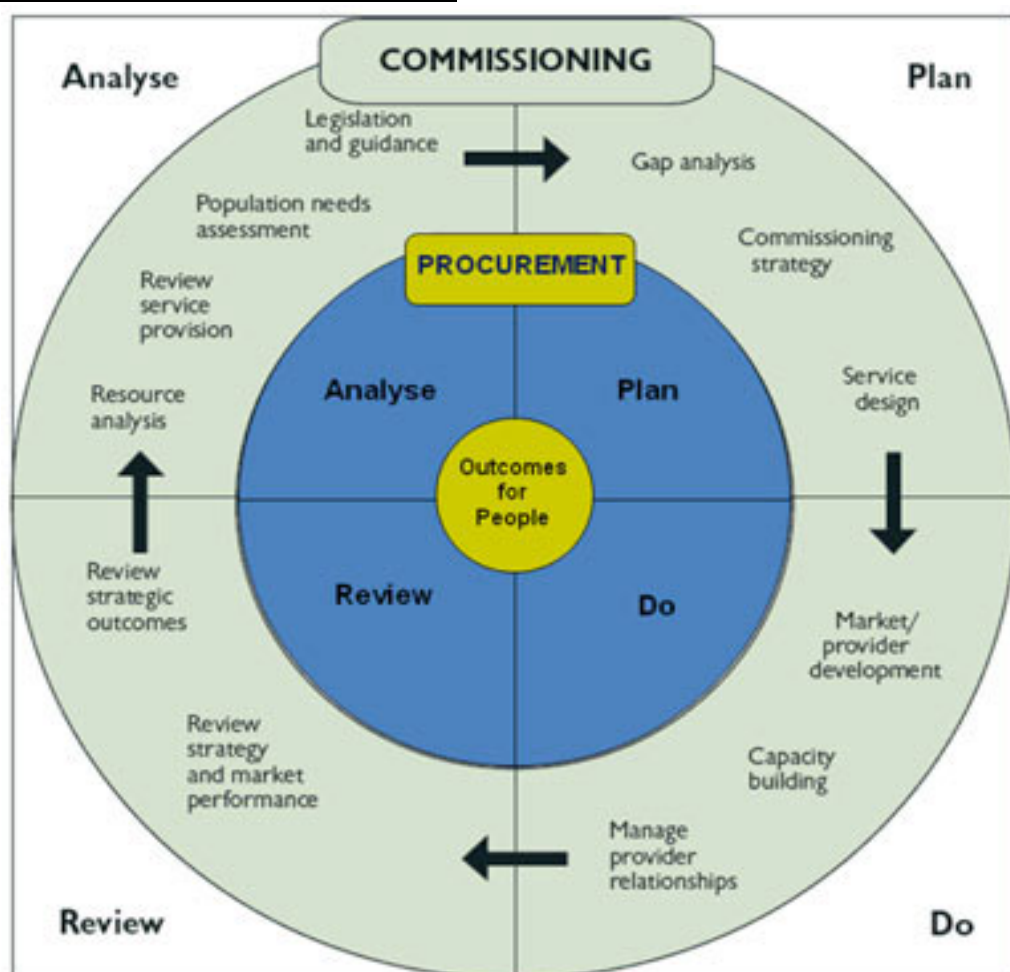 COMMISSIONING
Analyse
Plan
Legislation
and guidance
Gap analysis
Population needs
assessment
Commissioning
strategy
PROCUREMENT
Review
service
provision
Analyse
Plan
Resource
analysis
Service
design
Outcomes
for
People
Review
strategic
outcomes
Review
Do
Market/
provider
development
Review
strategy
and market
performance
Capacity
building
Manage
provider
relationships
Review
Do